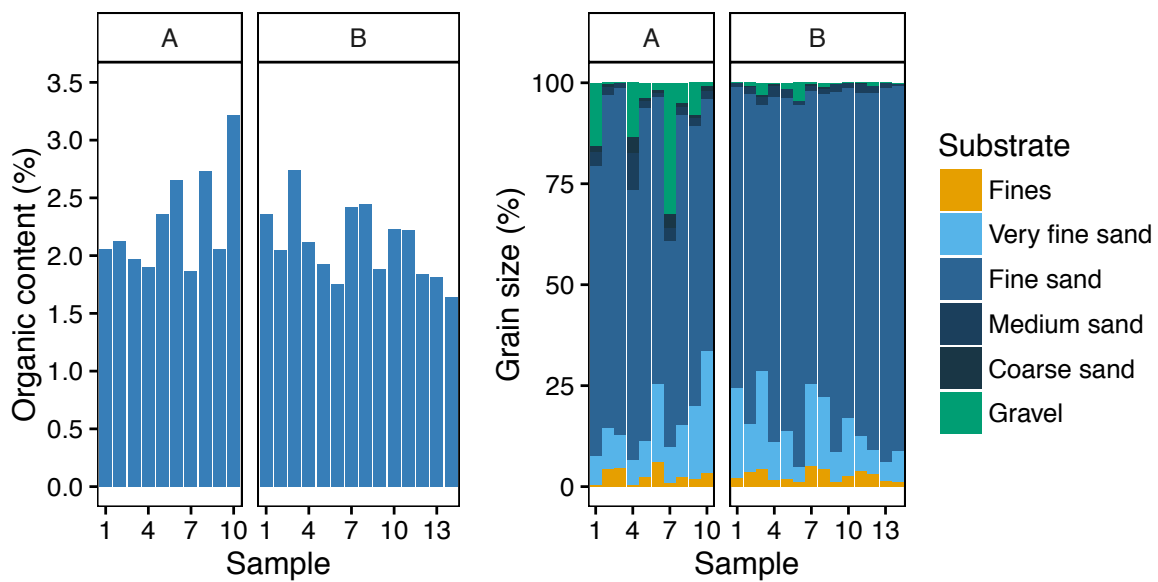 A
B
Organic content (%)
3.5
3.0
2.5
2.0
1.5
1.0
0.5
0.0
1 4 7 10
1 4 7 10 13
Sample
A
B
Grain size (%)
100
75
50
25
0
1 4 7 10
1 4 7 10 13
Sample
Substrate
Fines
Very fine sand
Fine sand
Medium sand
Coarse sand
Gravel